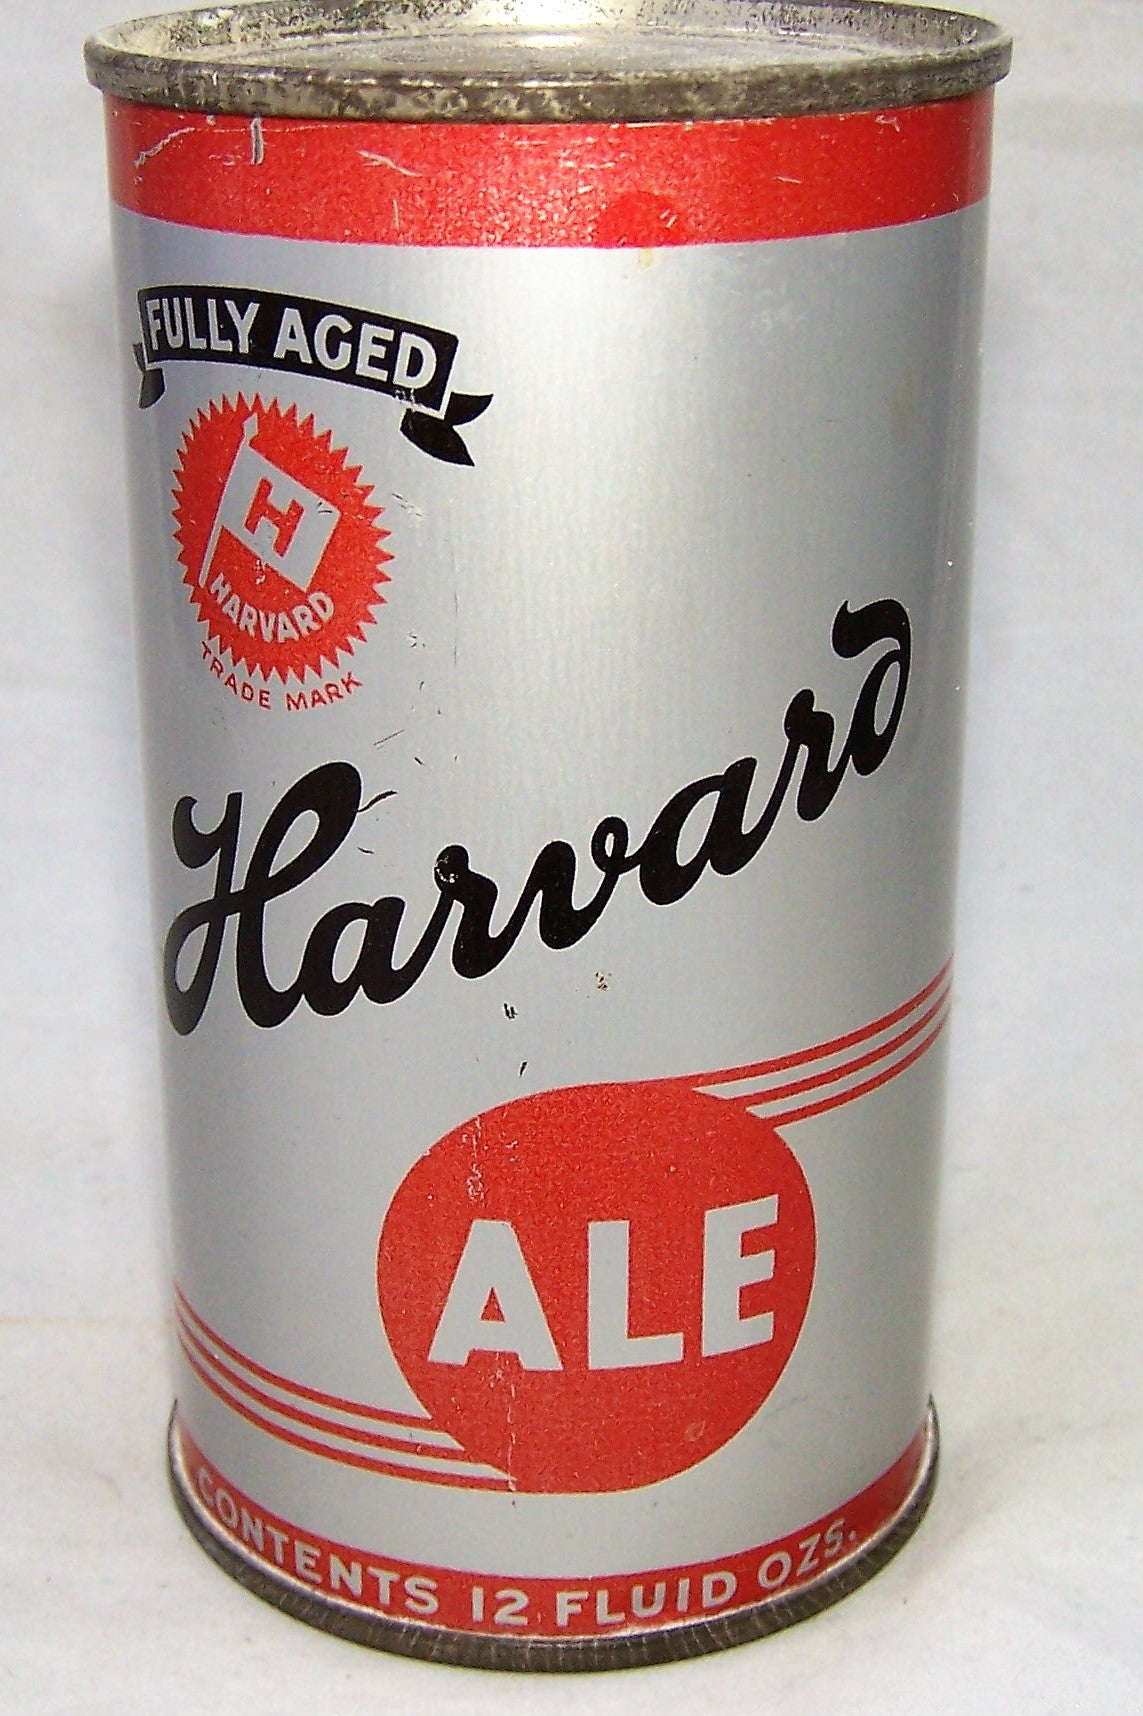 FULLY AGED
H
HARVARD
TRADE MARK
Harvard
ALE
CONTENTS 12 FLUID OZS.